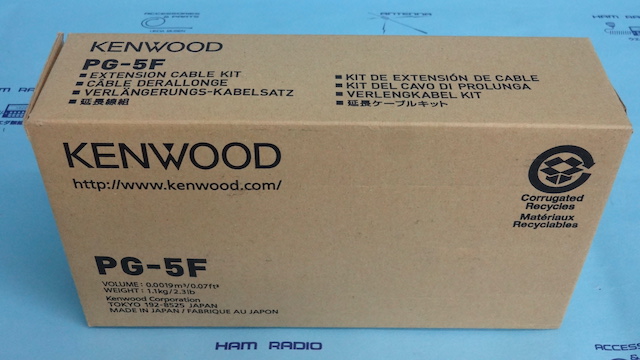 HAM RADIO
KENWOOD
PG-5F
■ EXTENSION CABLE KIT
■ CÂBLE DERALLONGE
■ VERLÄNGERUNGS-KABELSATZ
■ 延長線組
■ KIT DE EXTENSIÓN DE CABLE
■ KIT DEL CAVO DI PROLUNGA
■ VERLENGKABEL KIT
■ 延長ケーブルキット
KENWOOD
http://www.kenwood.com/
Corrugated
Recycles
Matériaux
Recyclables
PG-5F
VOLUME : 0.0019m³/0.07ft³
WEIGHT : 1.1kg/2.3lb
Kenwood Corporation
TOKYO 192-8525 JAPAN
MADE IN JAPAN / FABRIQUE AU JAPON
HAM RADIO
ACCESS